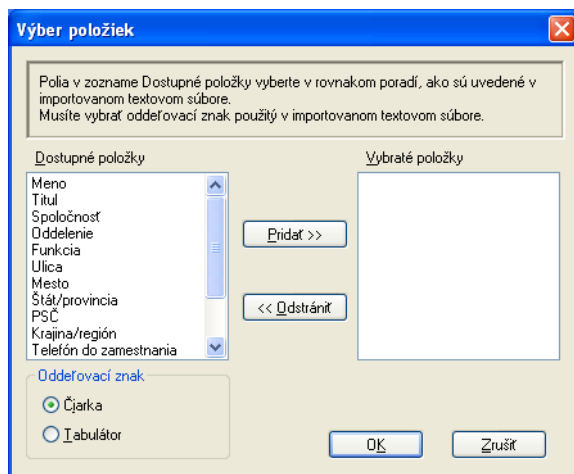 Výber položiek
Polia v zozname Dostupné položky vyberte v rovnakom poradí, ako sú uvedené v
importovanom textovom súbore.
Musíte vybrať oddeľovací znak použitý v importovanom textovom súbore.
Dostupné položky
Vybraté položky
Meno
Titul
Spoločnosť
Oddelenie
Funkcia
Ulica
Mesto
Štát/provincia
PSČ
Krajina/región
Telefón do zamestnania
Pridať >>
<< Odstrániť
Oddeľovací znak
Čiarka
Tabulátor
OK
Zrušiť